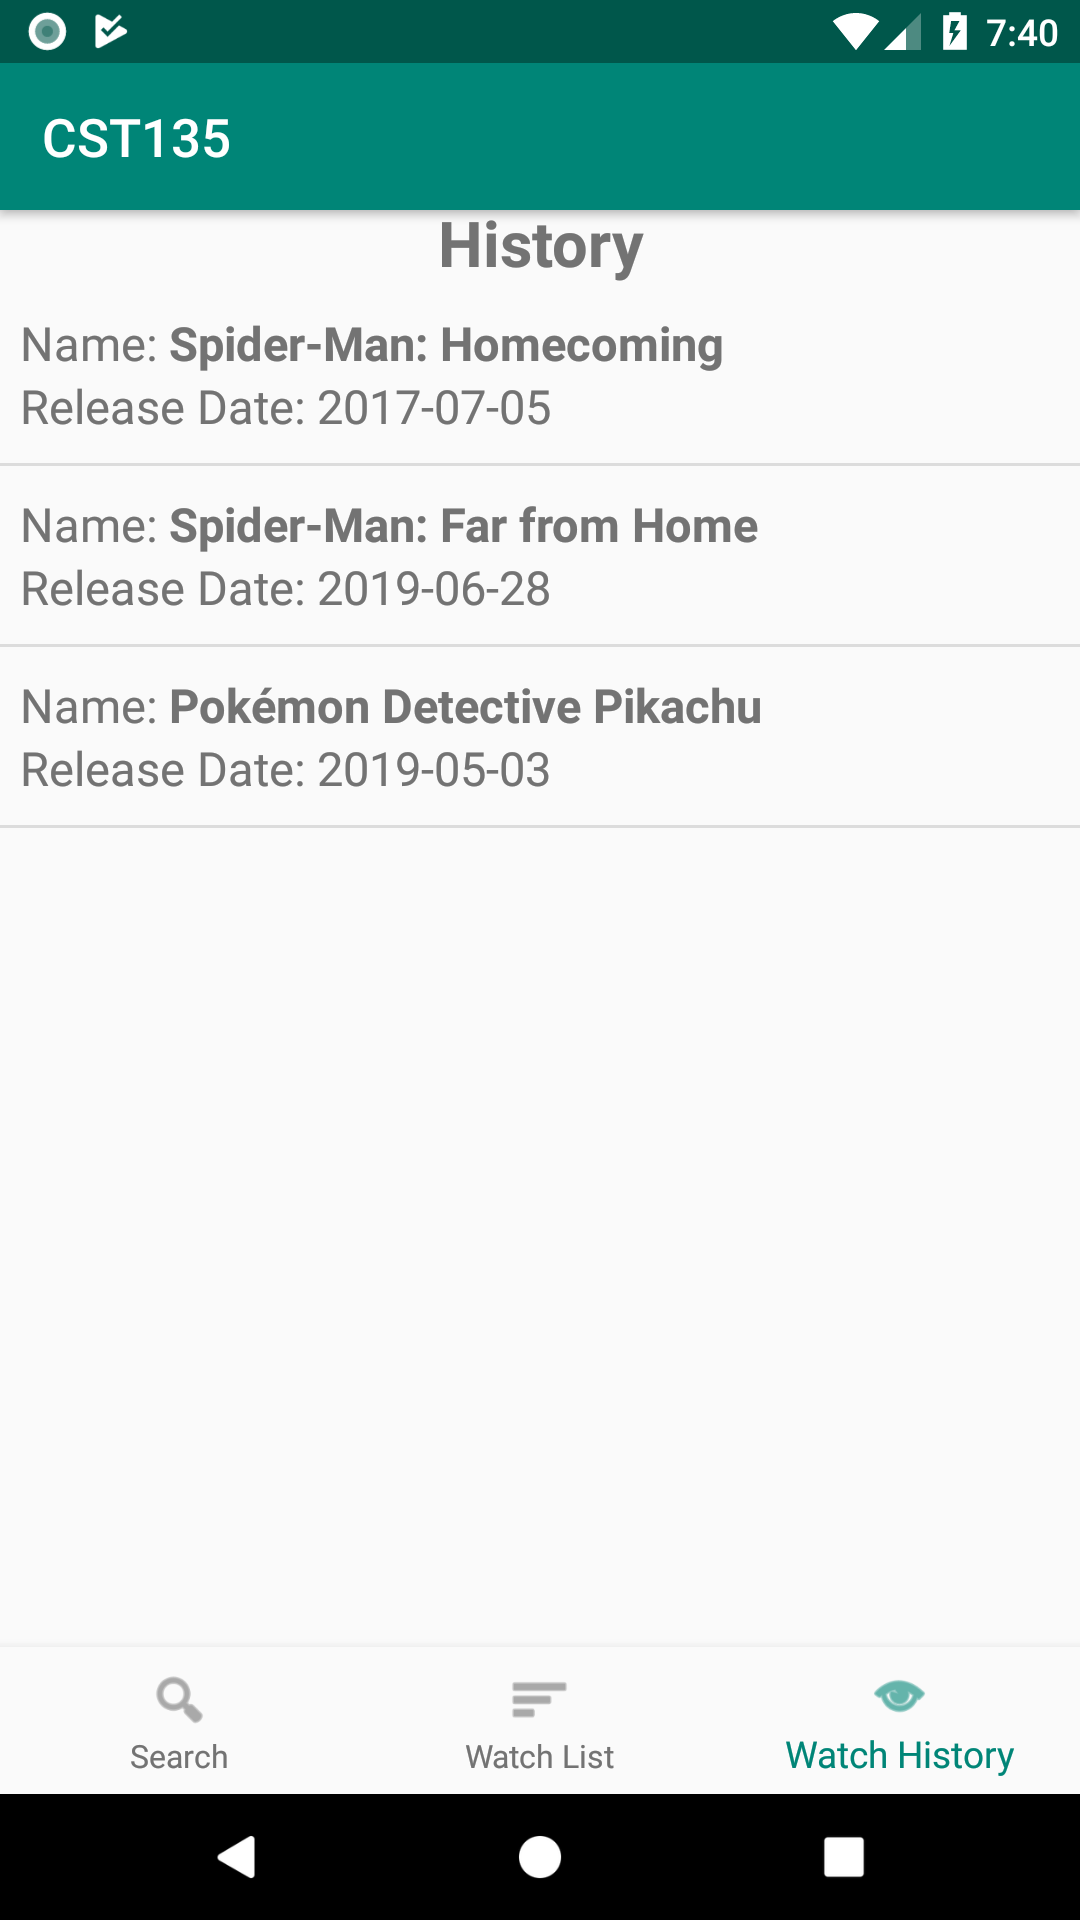 7:40
CST135
History
Name: Spider-Man: Homecoming
Release Date: 2017-07-05
Name: Spider-Man: Far from Home
Release Date: 2019-06-28
Name: Pokémon Detective Pikachu
Release Date: 2019-05-03
Search
Watch List
Watch History